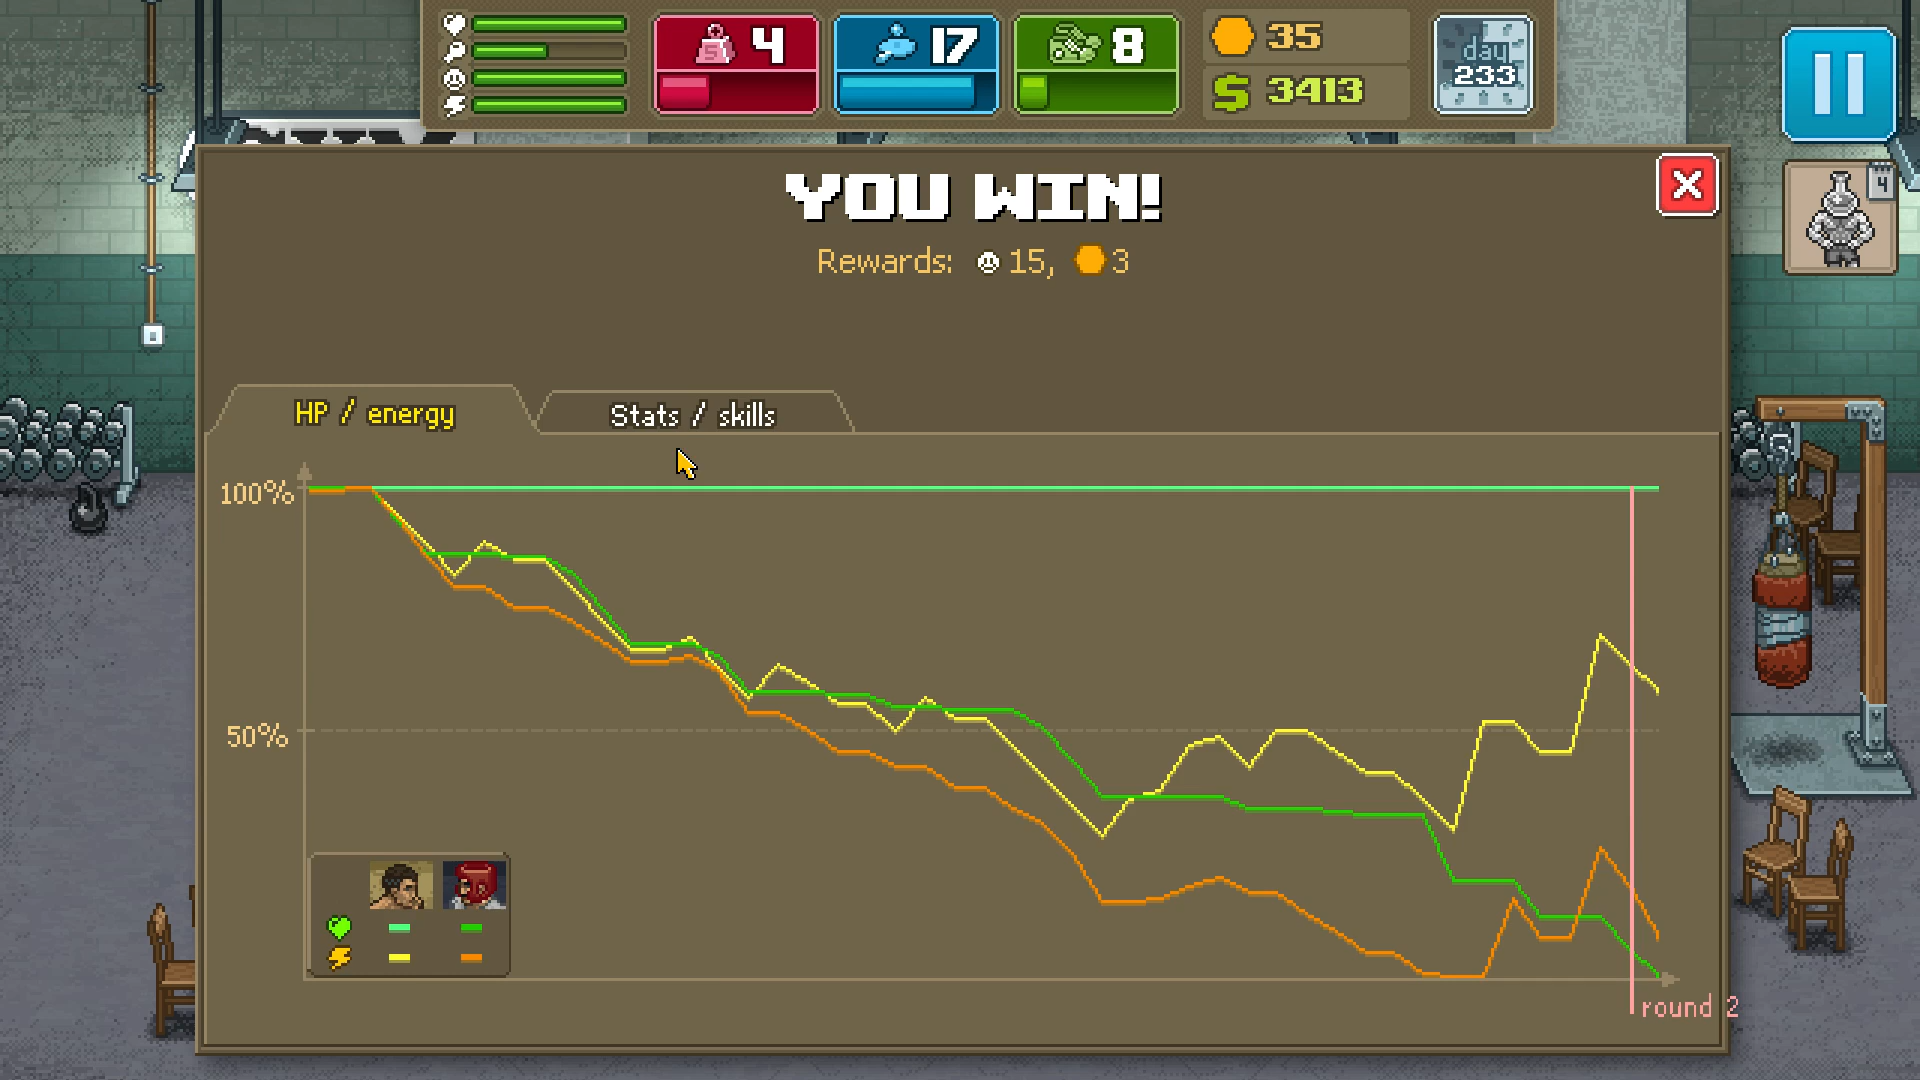 4
17
8
35
$ 3413
day
233
4
YOU WIN!
Rewards: 15, 3
HP / energy
Stats / skills
100%
50%
round 2